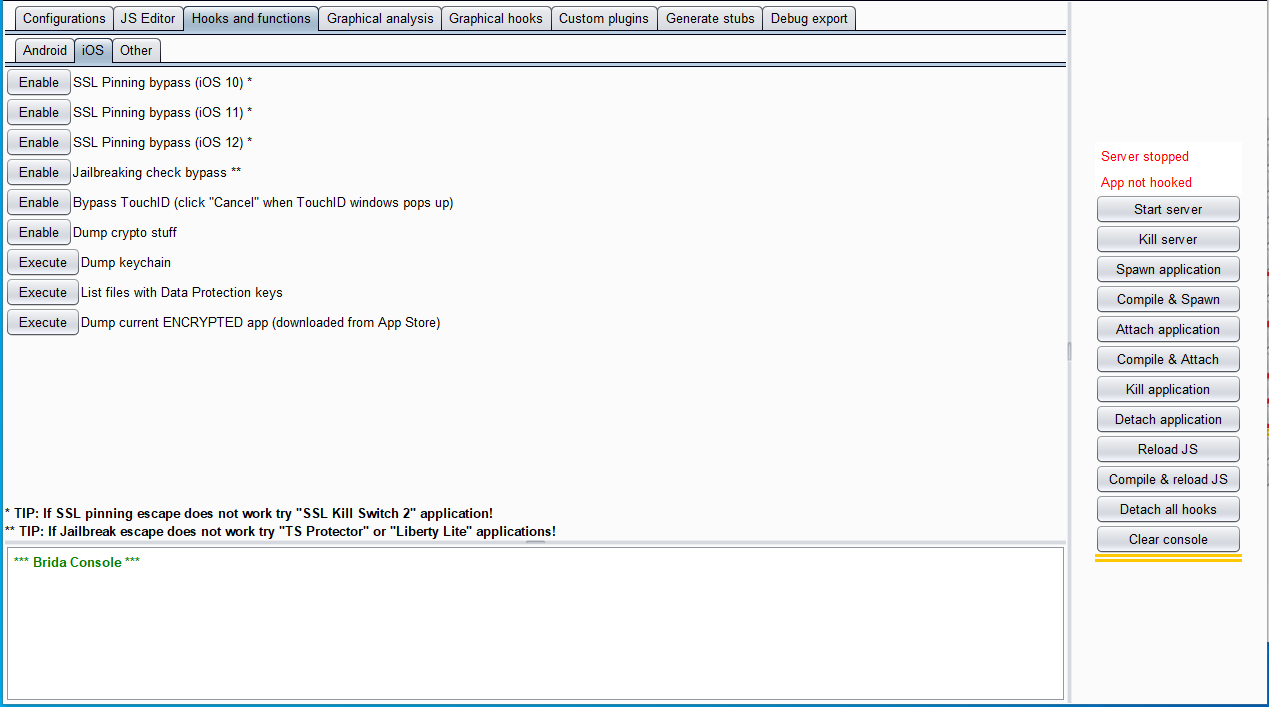 Configurations JS Editor Hooks and functions Graphical analysis Graphical hooks Custom plugins Generate stubs Debug export
Android iOS Other
Enable SSL Pinning bypass (iOS 10) *
Enable SSL Pinning bypass (iOS 11) *
Enable SSL Pinning bypass (iOS 12) *
Enable Jailbreaking check bypass **
Enable Bypass TouchID (click "Cancel" when TouchID windows pops up)
Enable Dump crypto stuff
Execute Dump keychain
Execute List files with Data Protection keys
Execute Dump current ENCRYPTED app (downloaded from App Store)
* TIP: If SSL pinning escape does not work try "SSL Kill Switch 2" application!
** TIP: If Jailbreak escape does not work try "TS Protector" or "Liberty Lite" applications!
*** Brida Console ***
Server stopped
App not hooked
Start server
Kill server
Spawn application
Compile & Spawn
Attach application
Compile & Attach
Kill application
Detach application
Reload JS
Compile & reload JS
Detach all hooks
Clear console